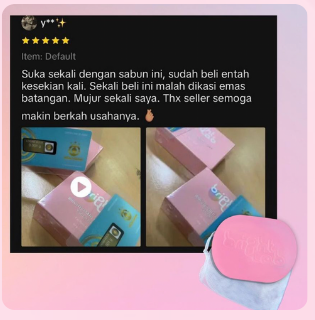 y**'✨
Item: Default
Suka sekali dengan sabun ini, sudah beli entah
kesekian kali. Sekali beli ini malah dikasi emas
batangan. Mujur sekali saya. Thx seller semoga
makin berkah usahanya.